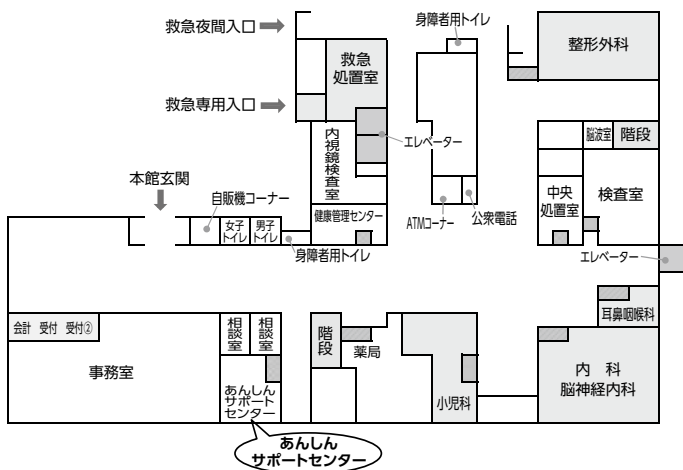 救急夜間入口
身障者用トイレ
整形外科
救急
処置室
救急専用入口
エレベーター
脳波室
階段
内視鏡検査室
本館玄関
自販機コーナー
中央
処置室
検査室
女子
トイレ
男子
トイレ
健康管理センター
ATMコーナー
公衆電話
身障者用トイレ
エレベーター
耳鼻咽喉科
会計 受付 受付②
相談室
相談室
階段
薬局
事務室
内 科
脳神経内科
あんしん
サポート
センター
小児科
あんしん
サポートセンター